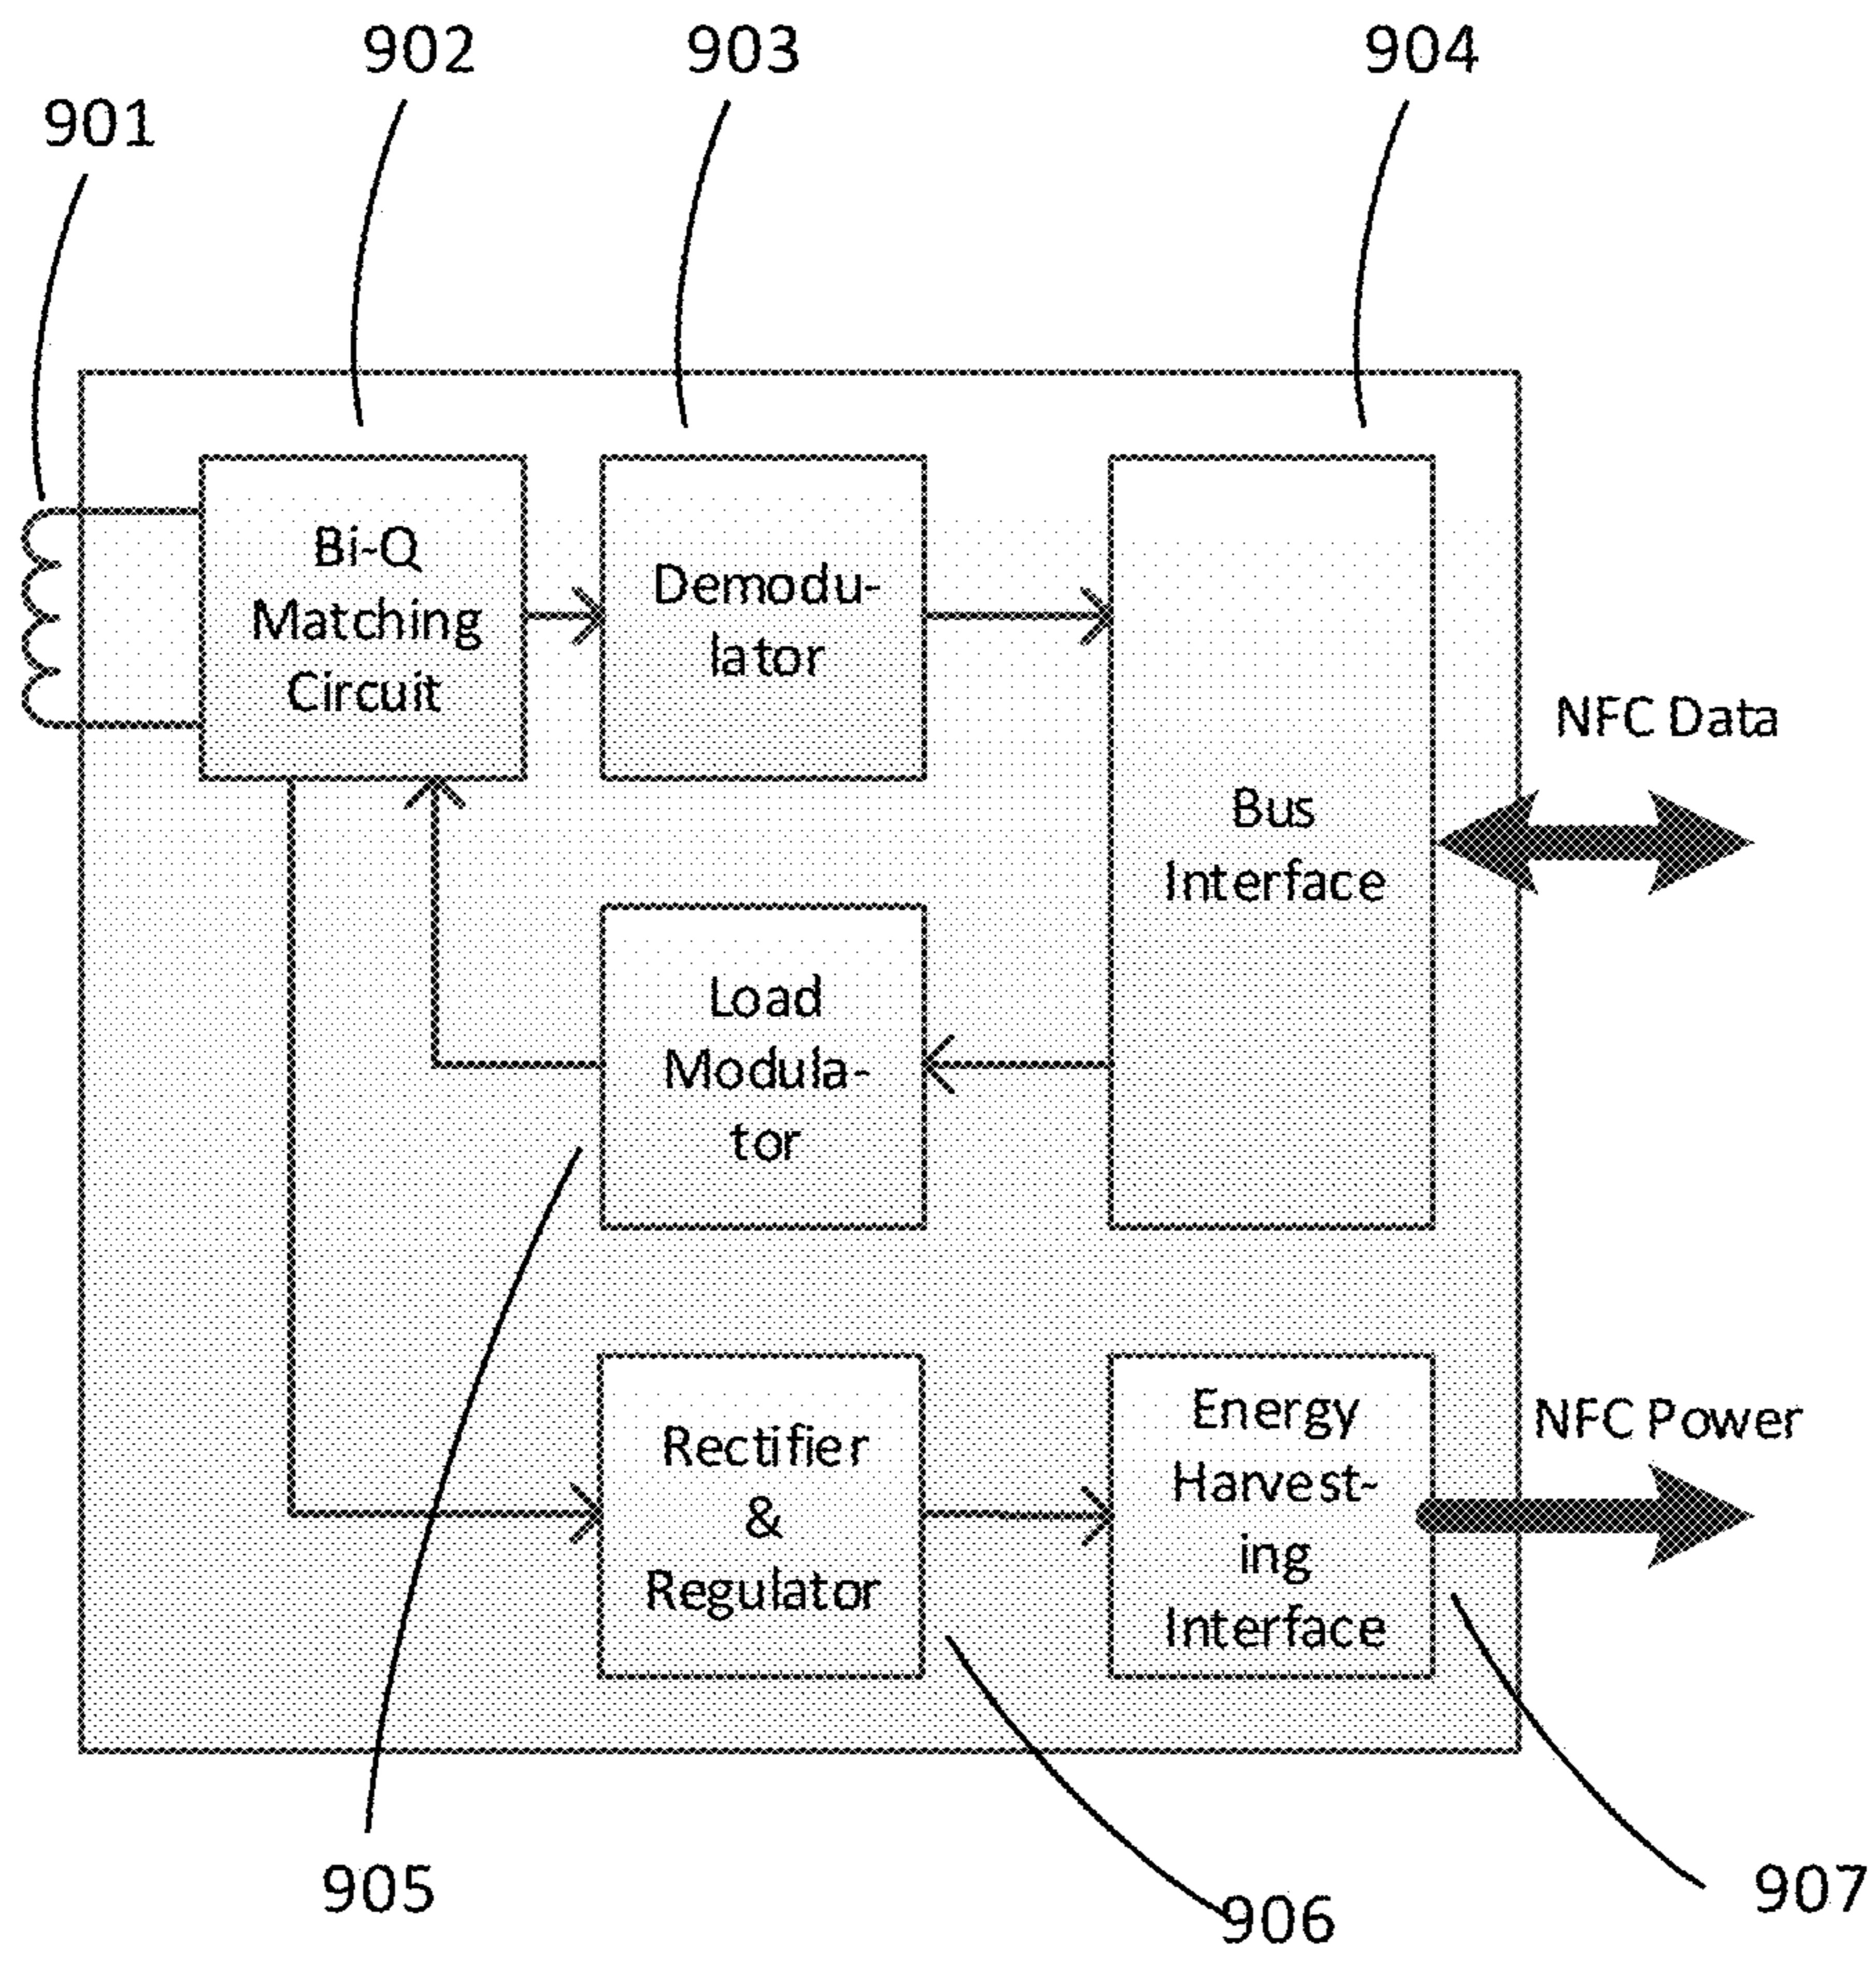 902
903
904
901
Bi-Q
Matching
Circuit
Demodu-
lator
Bus
Interface
NFC Data
Load
Modula-
tor
Rectifier
&
Regulator
Energy
Harvest-
ing
Interface
NFC Power
905
906
907